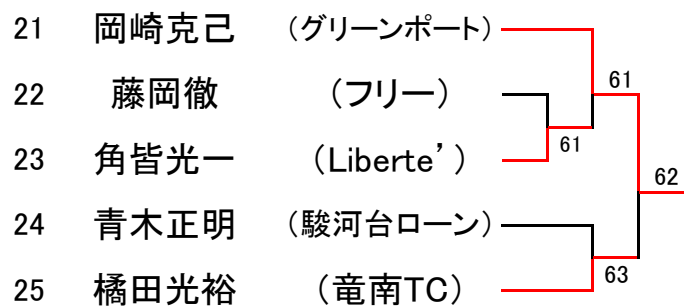 21 岡崎克己 (グリーンポート)
61
22 藤岡徹 (フリー)
61
23 角皆光一 (Liberte’)
62
24 青木正明 (駿河台ローン)
63
25 橘田光裕 (竜南TC)